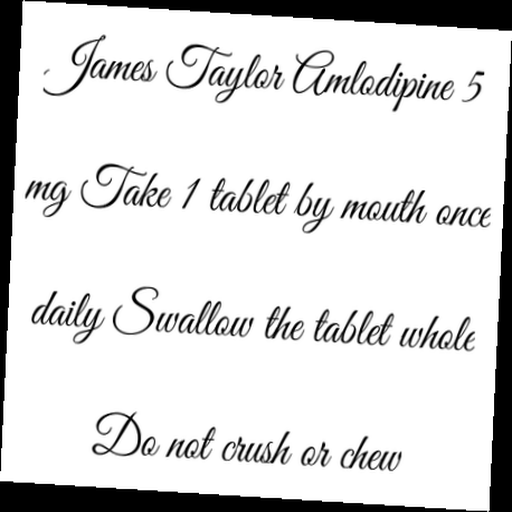 James Taylor Amlodipine 5
mg Take 1 tablet by mouth once
daily Swallow the tablet whole
Do not crush or chew